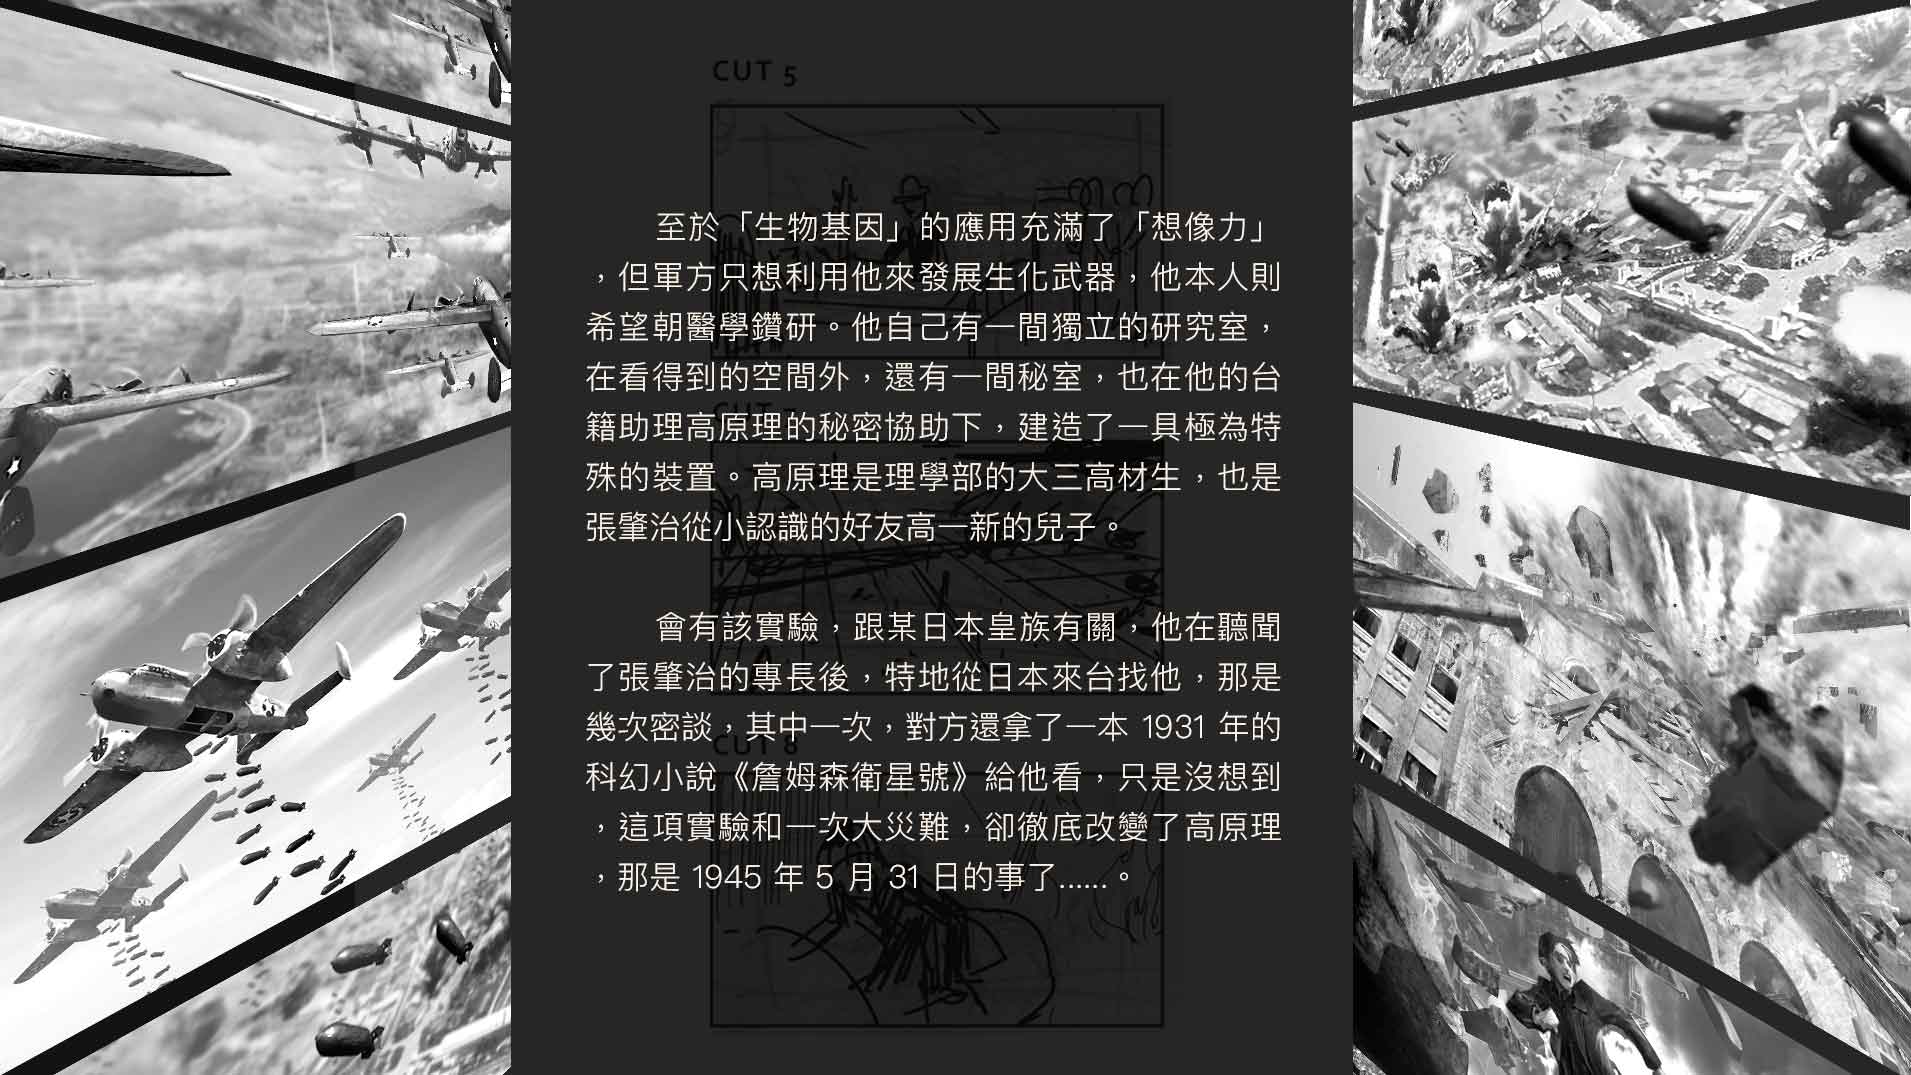 CUT 5
至於「生物基因」的應用充滿了「想像力」
，但軍方只想利用他來發展生化武器，他本人則
希望朝醫學鑽研。他自己有一間獨立的研究室，
在看得到的空間外，還有一間秘室，也在他的台
籍助理高原理的秘密協助下，建造了一具極為特
殊的裝置。高原理是理學部的大三高材生，也是
張肇治從小認識的好友高一新的兒子。
會有該實驗，跟某日本皇族有關，他在聽聞
了張肇治的專長後，特地從日本來台找他，那是
幾次密談，其中一次，對方還拿了一本 1931 年的
CUT 8
科幻小說《詹姆森衛星號》給他看，只是沒想到
，這項實驗和一次大災難，卻徹底改變了高原理
，那是 1945 年 5 月 31 日的事了......。